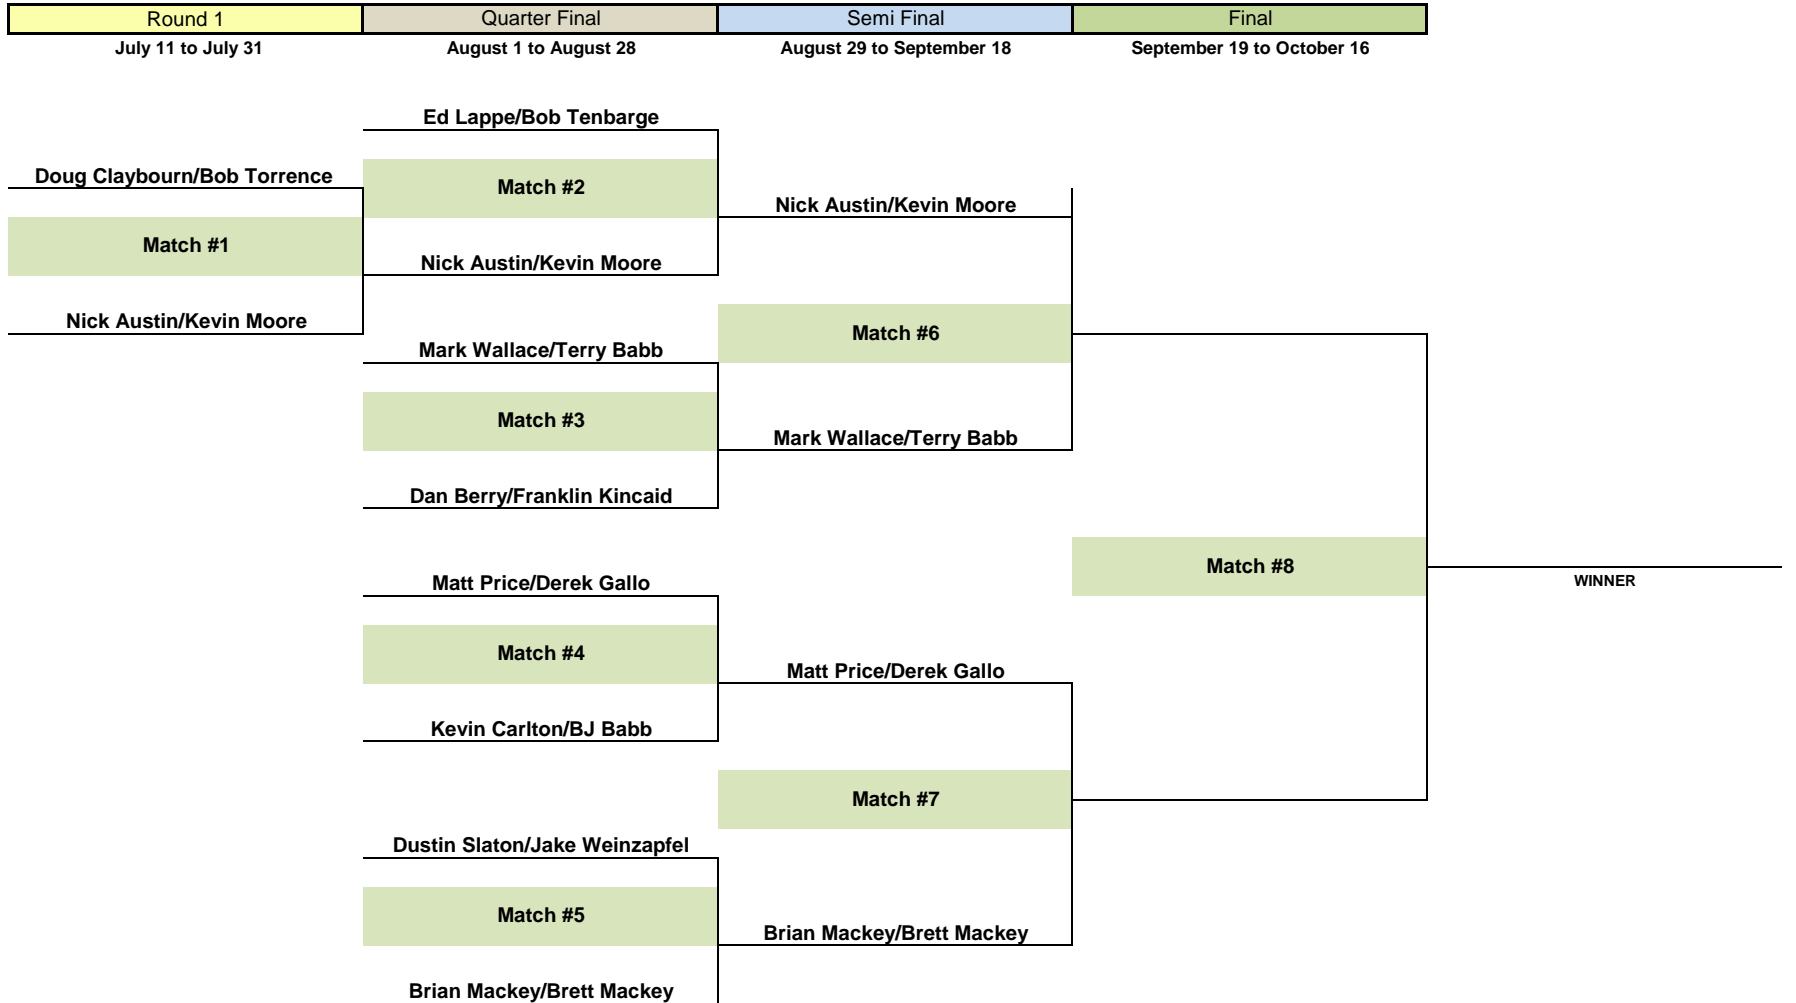 Round 1
Quarter Final
Semi Final
Final
July 11 to July 31
August 1 to August 28
August 29 to September 18
September 19 to October 16
Ed Lappe/Bob Tenbarge
Doug Claybourn/Bob Torrence
Match #2
Nick Austin/Kevin Moore
Match #1
Nick Austin/Kevin Moore
Nick Austin/Kevin Moore
Match #6
Mark Wallace/Terry Babb
Match #3
Mark Wallace/Terry Babb
Dan Berry/Franklin Kincaid
Match #8
Matt Price/Derek Gallo
WINNER
Match #4
Matt Price/Derek Gallo
Kevin Carlton/BJ Babb
Match #7
Dustin Slaton/Jake Weinzapfel
Match #5
Brian Mackey/Brett Mackey
Brian Mackey/Brett Mackey